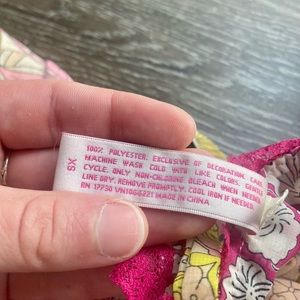 XS
100% POLYESTER. EXCLUSIVE OF DECORATION. CARE
MACHINE WASH COLD WITH LIKE COLORS. GENTLE
CYCLE. ONLY NON-CHLORINE BLEACH WHEN NEEDED.
LINE DRY. REMOVE PROMPTLY. COOL IRON IF NEEDED.
RN 17730 MADE IN CHINA